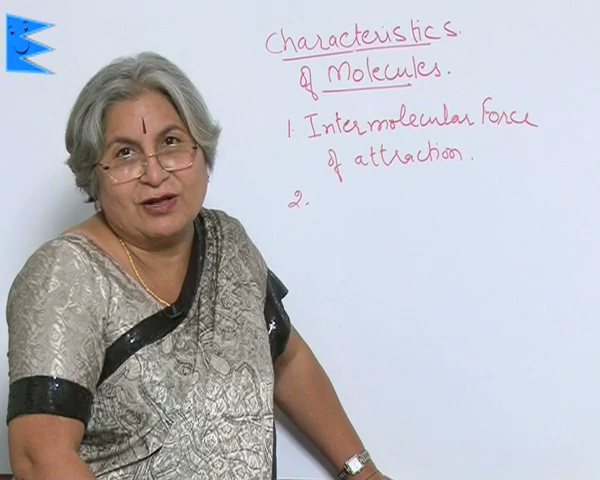 Characteristics.
of Molecules.
1. Intermolecular Force
of attraction.
2.